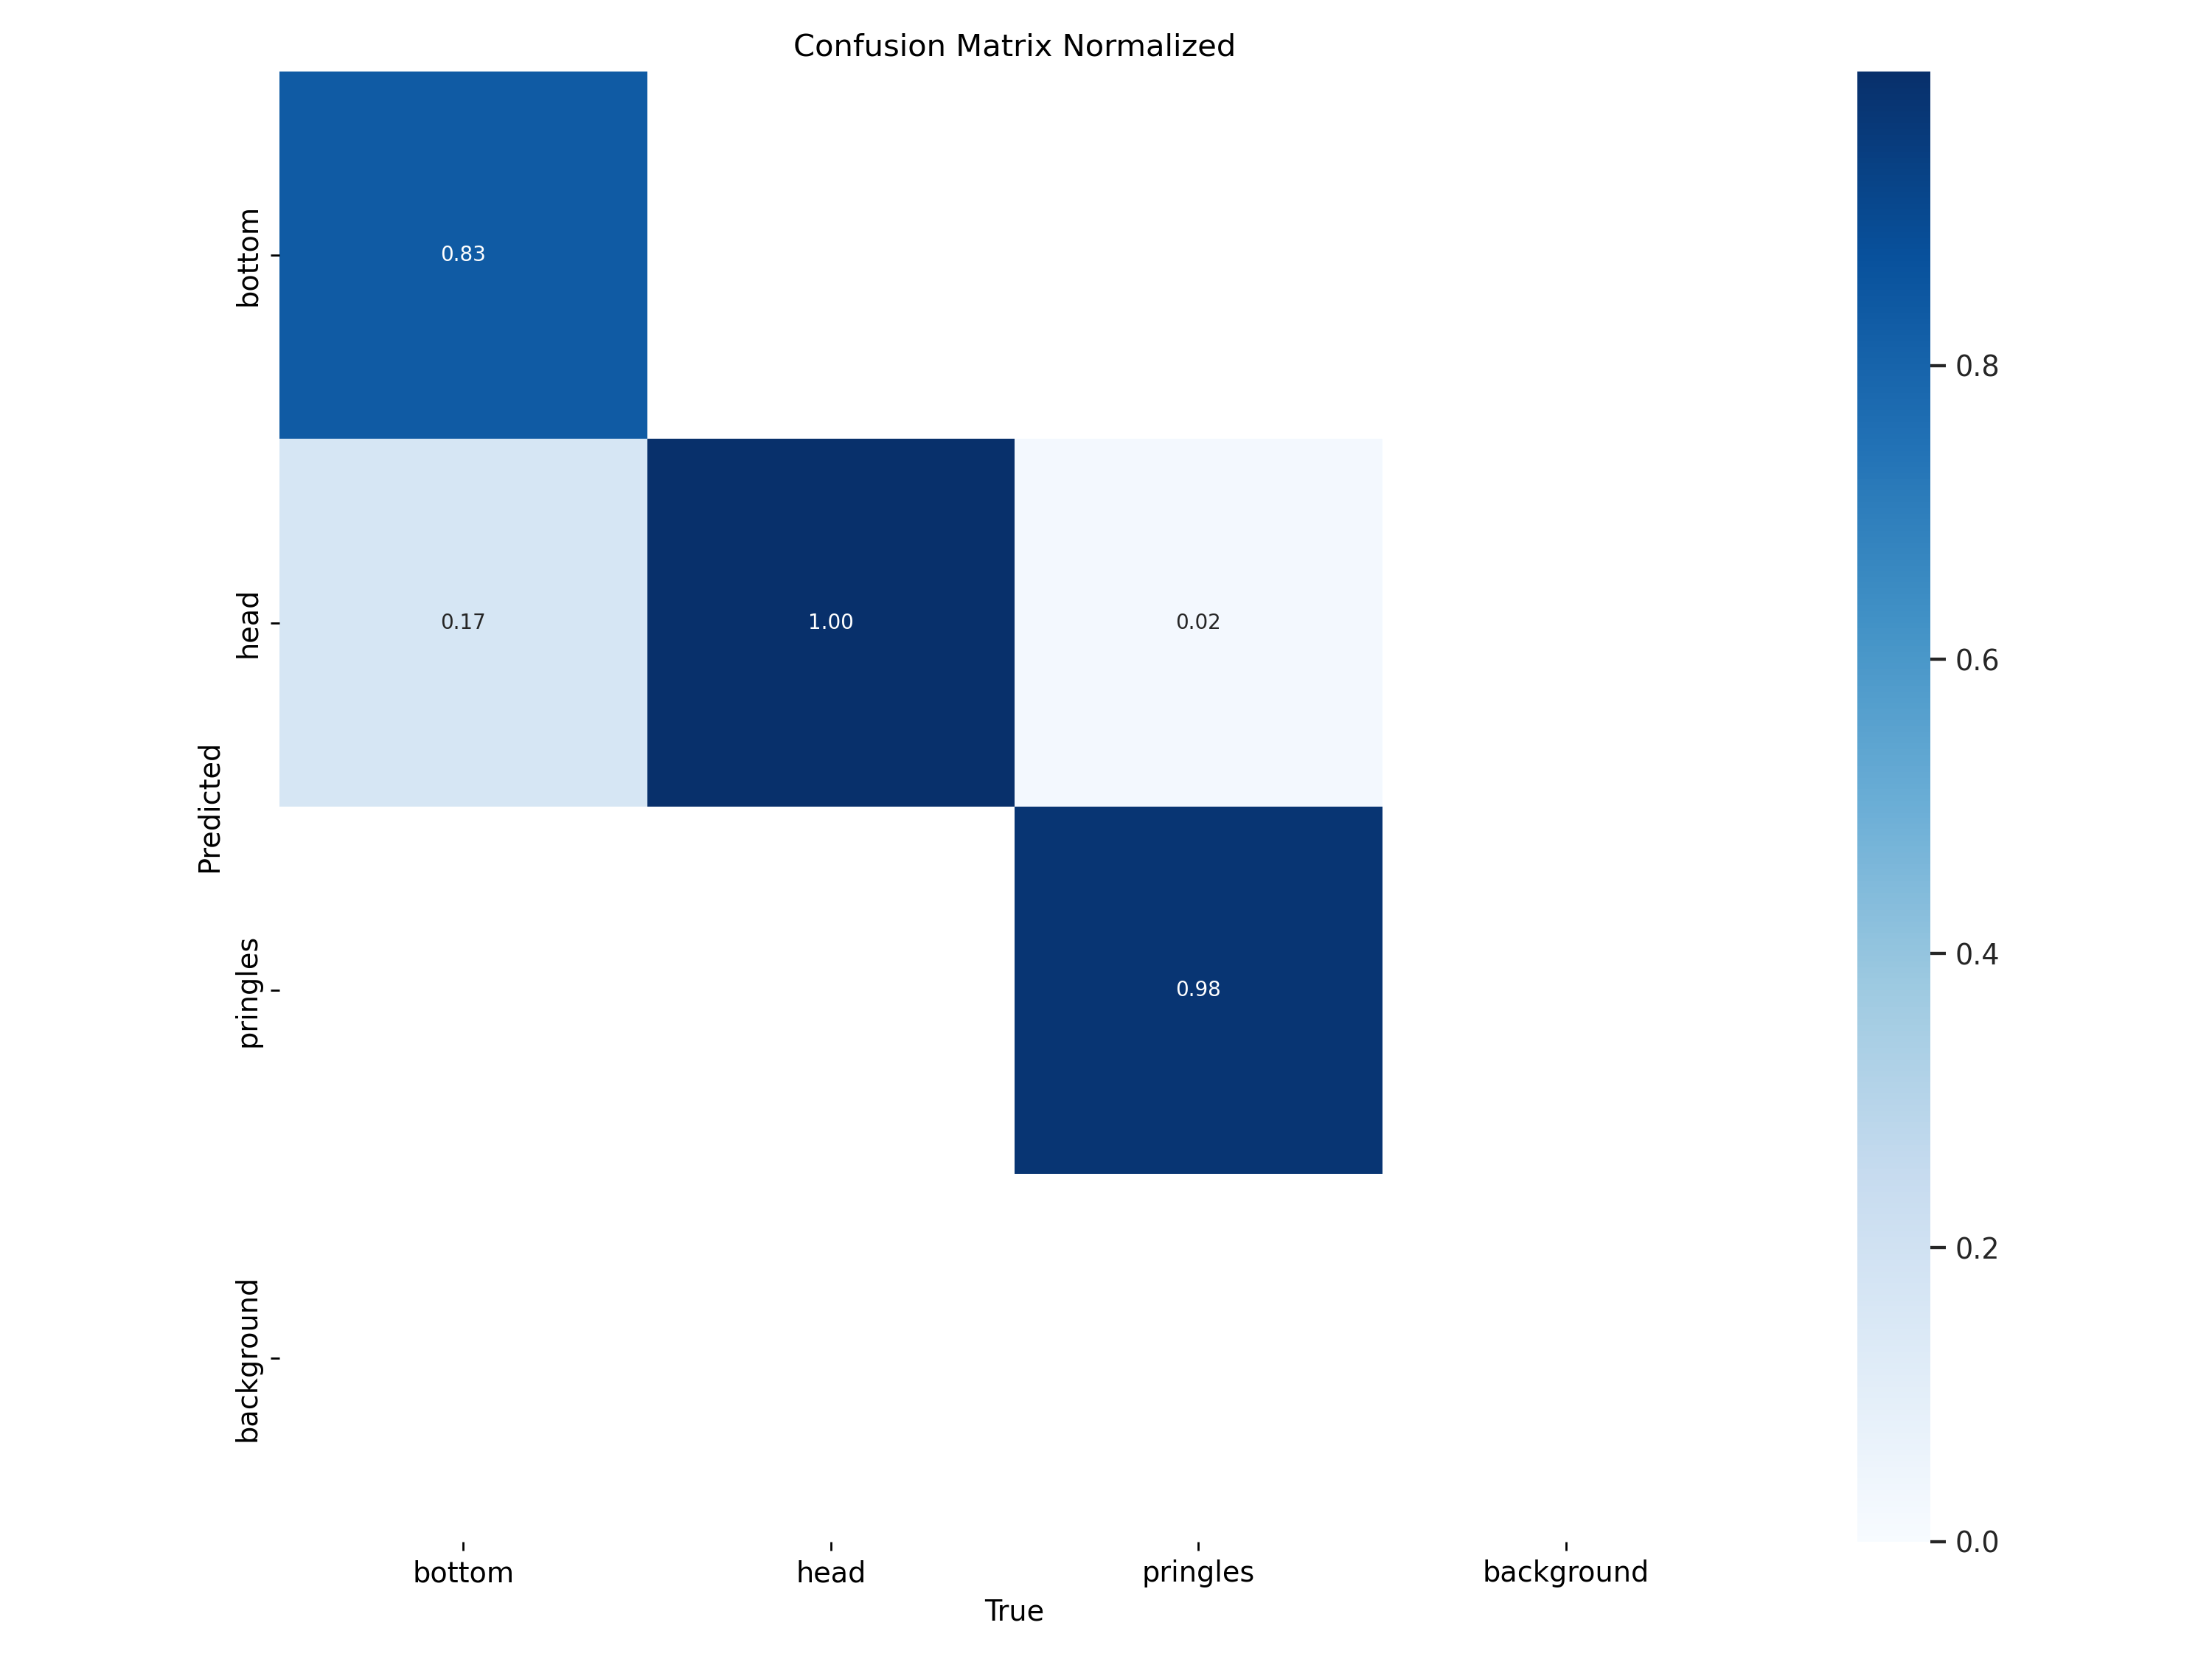 Confusion Matrix Normalized
Predicted
bottom
0.83
head
0.17 1.00 0.02
pringles
0.98
background
bottom head pringles background
True
0.8
0.6
0.4
0.2
0.0